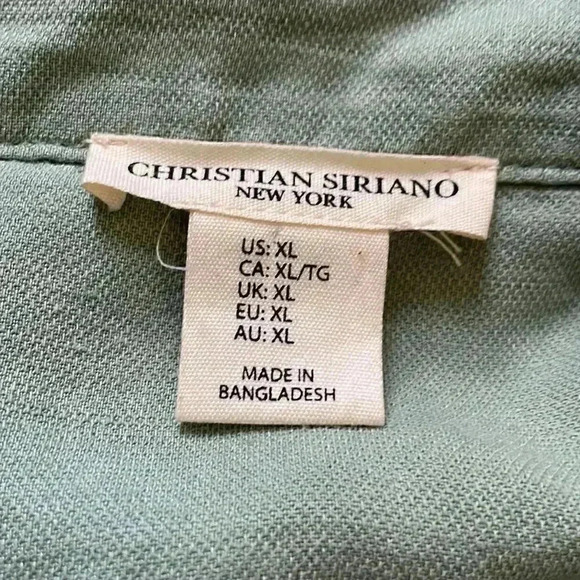 CHRISTIAN SIRIANO
NEW YORK
US: XL
CA: XL/TG
UK: XL
EU: XL
AU: XL
MADE IN
BANGLADESH